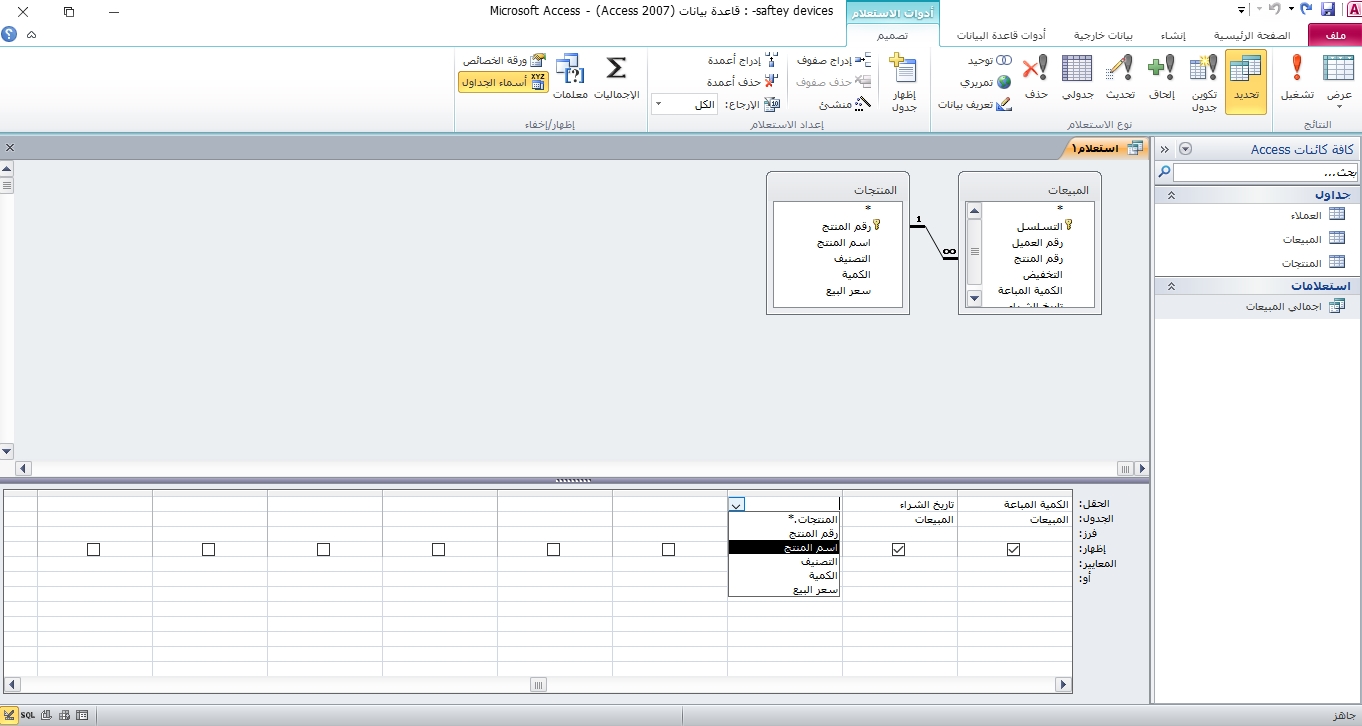 saftey devices- : قاعدة بيانات (Access 2007) - Microsoft Access
أدوات الاستعلام
ملف
الصفحة الرئيسية
إنشاء
بيانات خارجية
أدوات قاعدة البيانات
تصميم
عرض
تشغيل
النتائج
تحديد
تكوين جدول
إلحاق
تحديث
جدولي
حذف
توحيد
تمريري
تعريف بيانات
نوع الاستعلام
إظهار جدول
إدراج صفوف
حذف صفوف
منشئ
إدراج أعمدة
حذف أعمدة
الإرجاع: الكل
إعداد الاستعلام
الإجماليات
معلمات
ورقة الخصائص
أسماء الجداول
إظهار/إخفاء
كافة كائنات Access
بحث...
جداول
العملاء
المبيعات
المنتجات
استعلامات
اجمالي المبيعات
استعلام١
المبيعات
*
التسلسل
رقم العميل
رقم المنتج
التخفيض
الكمية المباعة
تاريخ الشراء
1
∞
المنتجات
*
رقم المنتج
اسم المنتج
التصنيف
الكمية
سعر البيع
الحقل: الكمية المباعة تاريخ الشراء
الجدول: المبيعات المبيعات
فرز:
إظهار:
المعايير:
أو:
المنتجات.*
رقم المنتج
اسم المنتج
التصنيف
الكمية
سعر البيع
جاهز
SQL